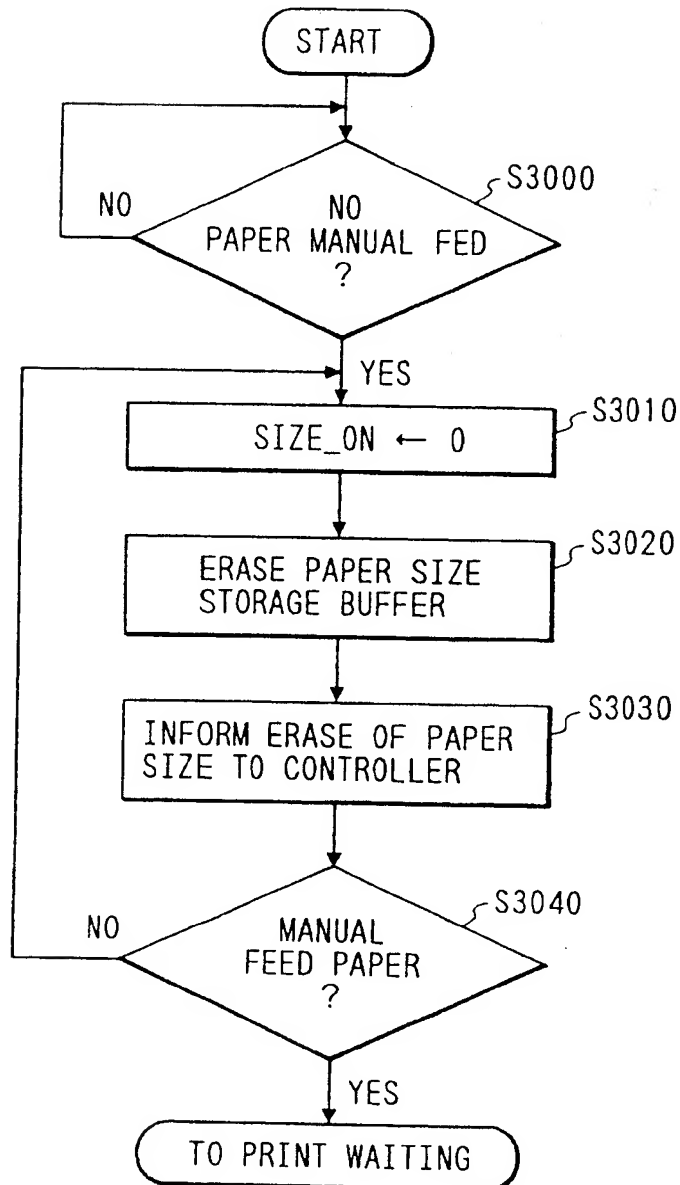 START
S3000
NO
NO
PAPER MANUAL FED
?
YES
S3010
SIZE_ON ← 0
S3020
ERASE PAPER SIZE
STORAGE BUFFER
S3030
INFORM ERASE OF PAPER
SIZE TO CONTROLLER
S3040
NO
MANUAL
FEED PAPER
?
YES
TO PRINT WAITING